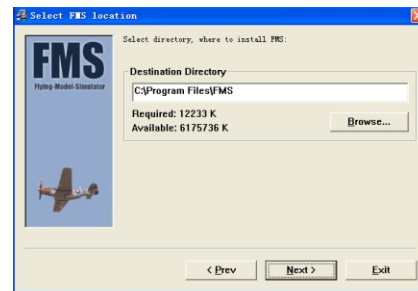 Select FMS location
Select directory, where to install FMS:
FMS
Flying-Model-Simulator
Destination Directory
C:\Program Files\FMS
Required: 12233 K
Available: 6175736 K
Browse...
< Prev
Next >
Exit